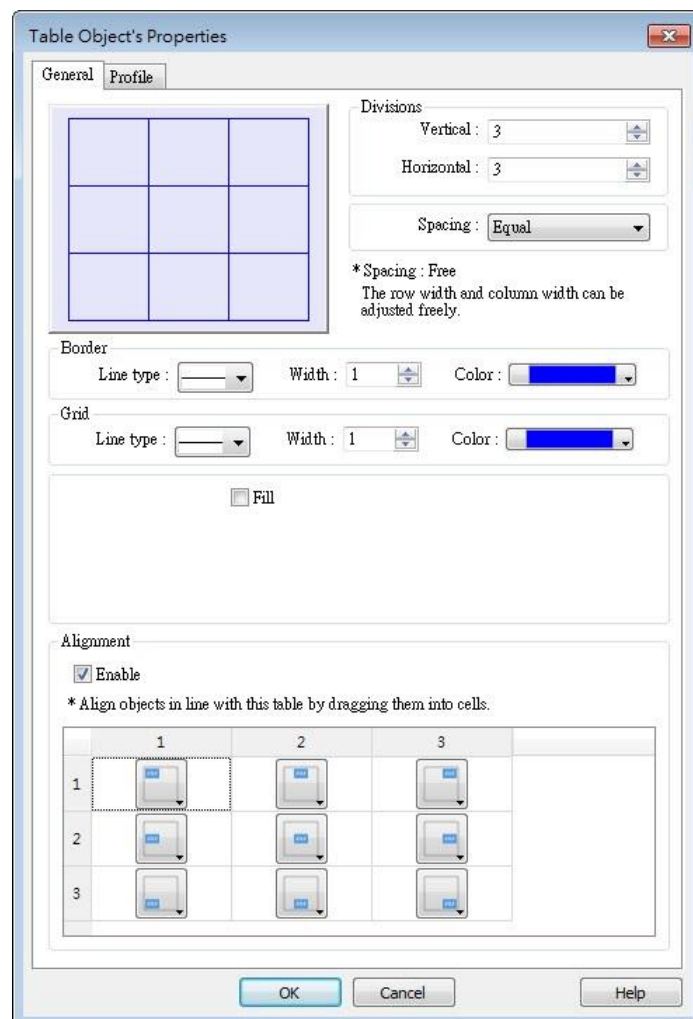 Table Object's Properties
General Profile
Divisions
Vertical : 3
Horizontal : 3
Spacing : Equal
* Spacing : Free
The row width and column width can be
adjusted freely.
Border
Line type : Width : 1 Color :
Grid
Line type : Width : 1 Color :
Fill
Alignment
Enable
* Align objects in line with this table by dragging them into cells.
1 2 3
1
2
3
OK Cancel Help